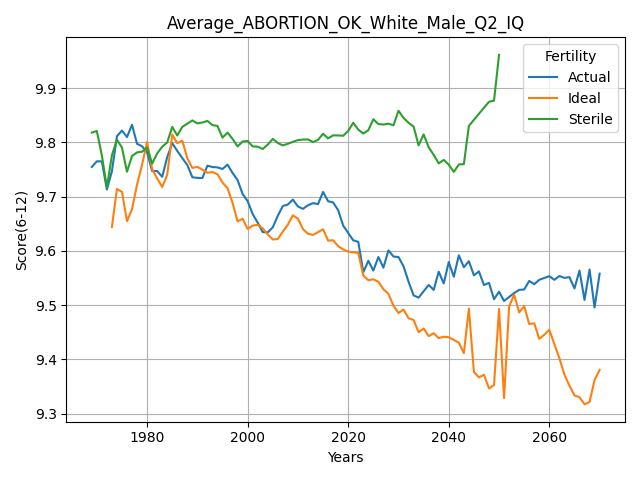 Average_ABORTION_OK_White_Male_Q2_IQ
Fertility
Actual
Ideal
Sterile
Score(6-12)
9.9
9.8
9.7
9.6
9.5
9.4
9.3
1980
2000
2020
2040
2060
Years